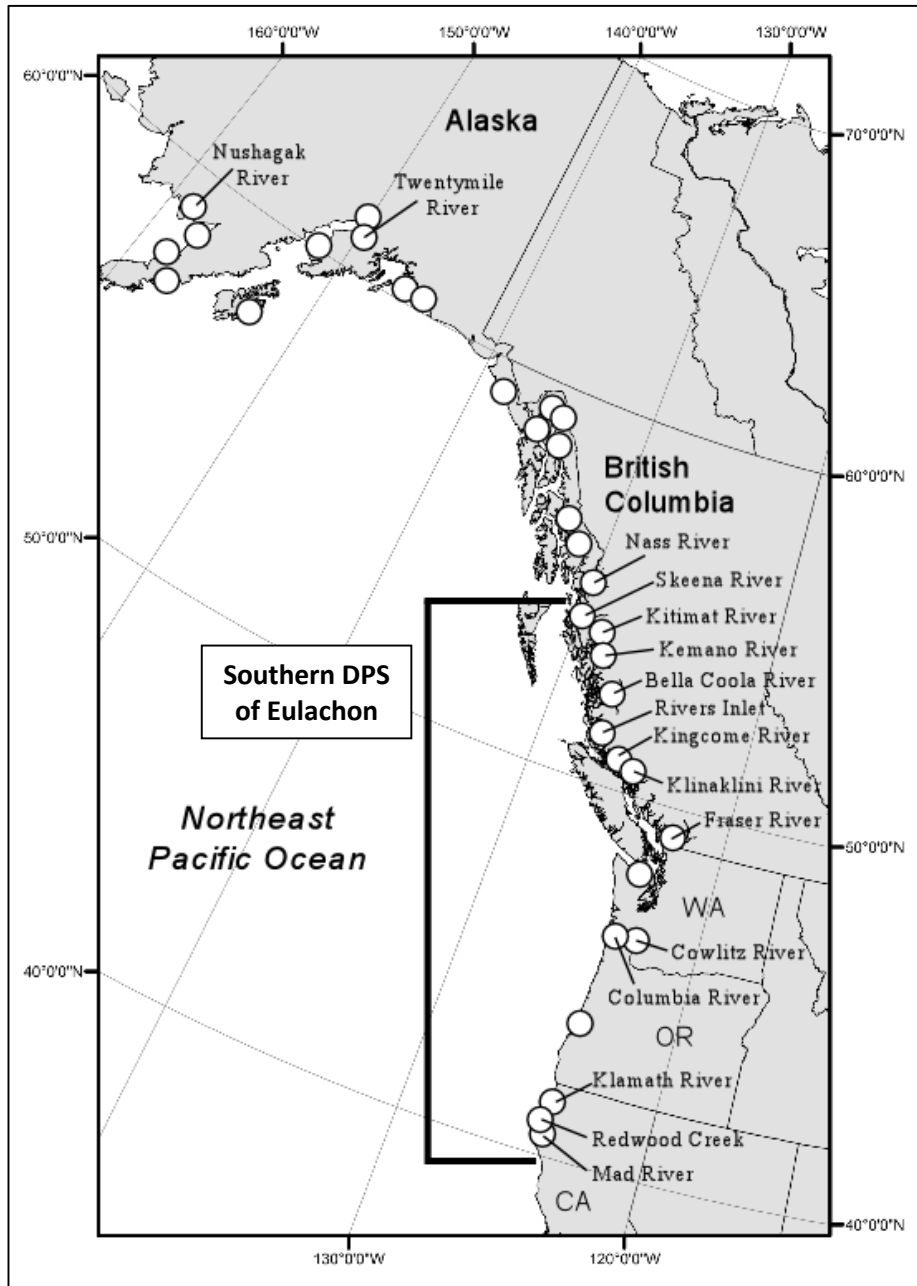 160°0'0"W
150°0'0"W
140°0'0"W
130°0'0"W
60°0'0"N
70°0'0"N
Alaska
Nushagak
River
Twentymile
River
British
Columbia
60°0'0"N
50°0'0"N
Nass River
Skeena River
Kitimat River
Kemano River
Southern DPS
of Eulachon
Bella Coola River
Rivers Inlet
Kingcome River
Klinaklini River
Northeast
Pacific Ocean
Fraser River
50°0'0"N
WA
Cowlitz River
40°0'0"N
Columbia River
OR
Klamath River
Redwood Creek
Mad River
CA
40°0'0"N
130°0'0"W
120°0'0"W